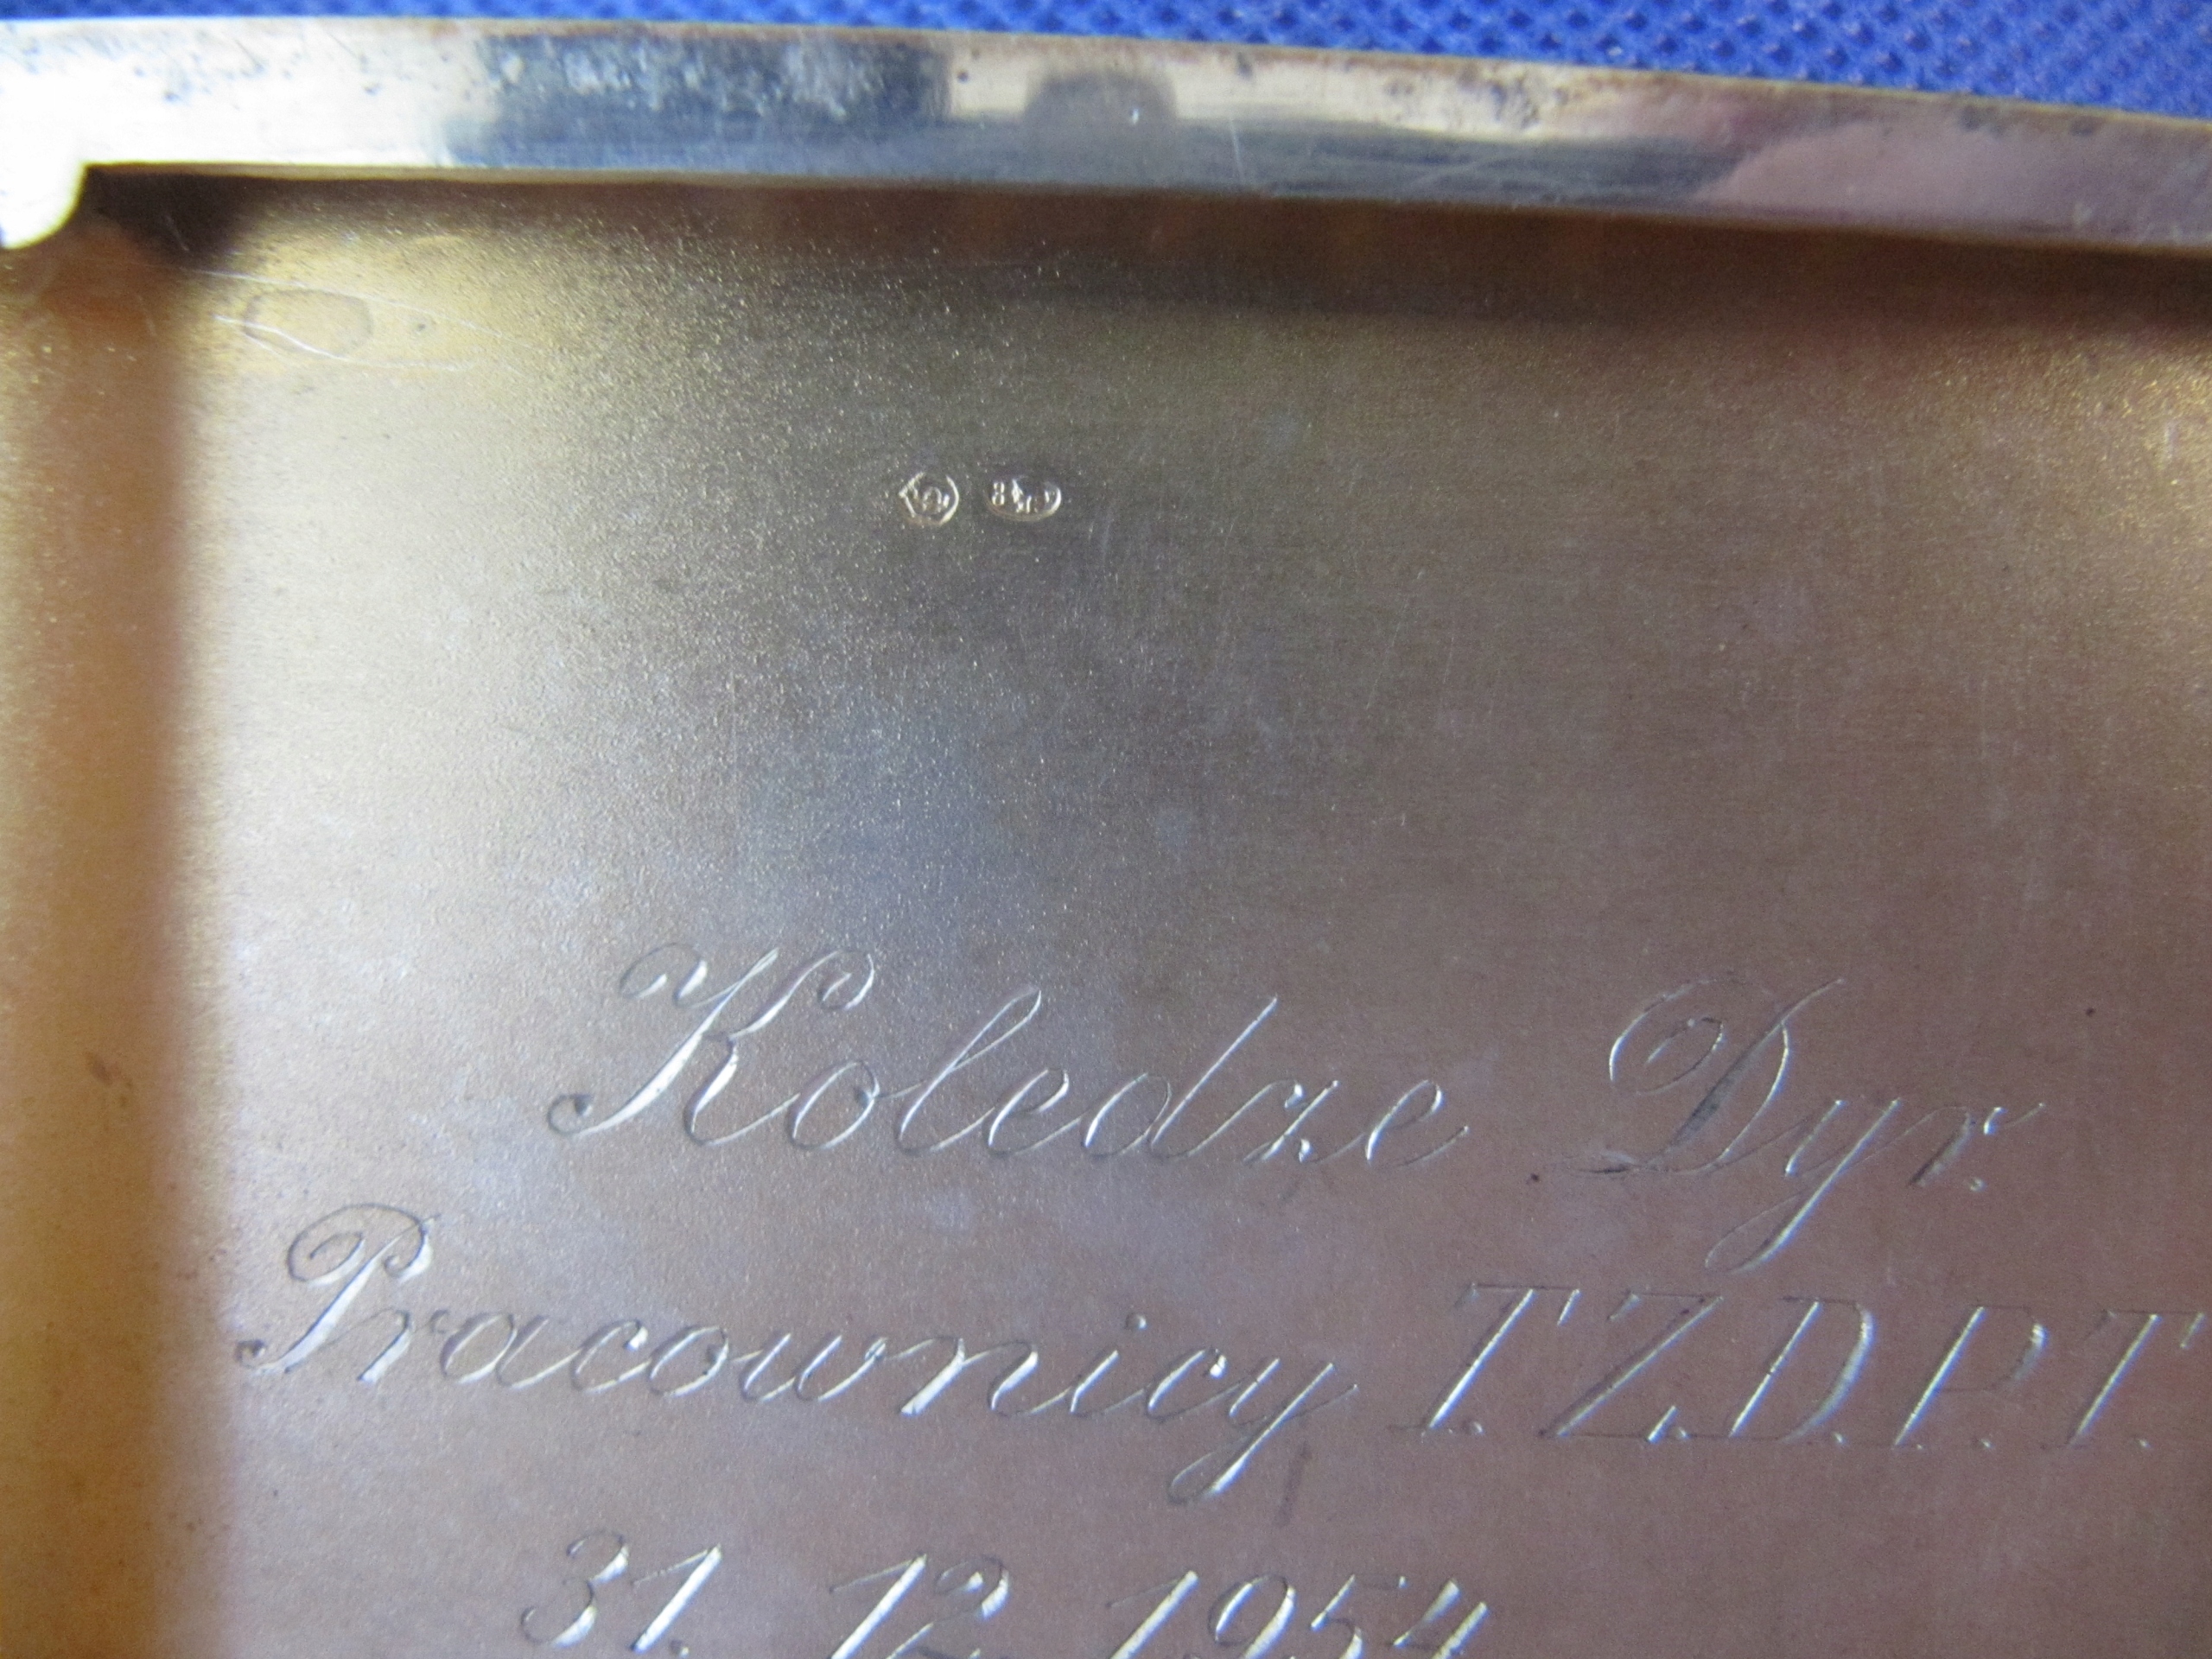 Koledze Dyr.
Pracownicy T.Z.D.P.T.
31. 12. 1954